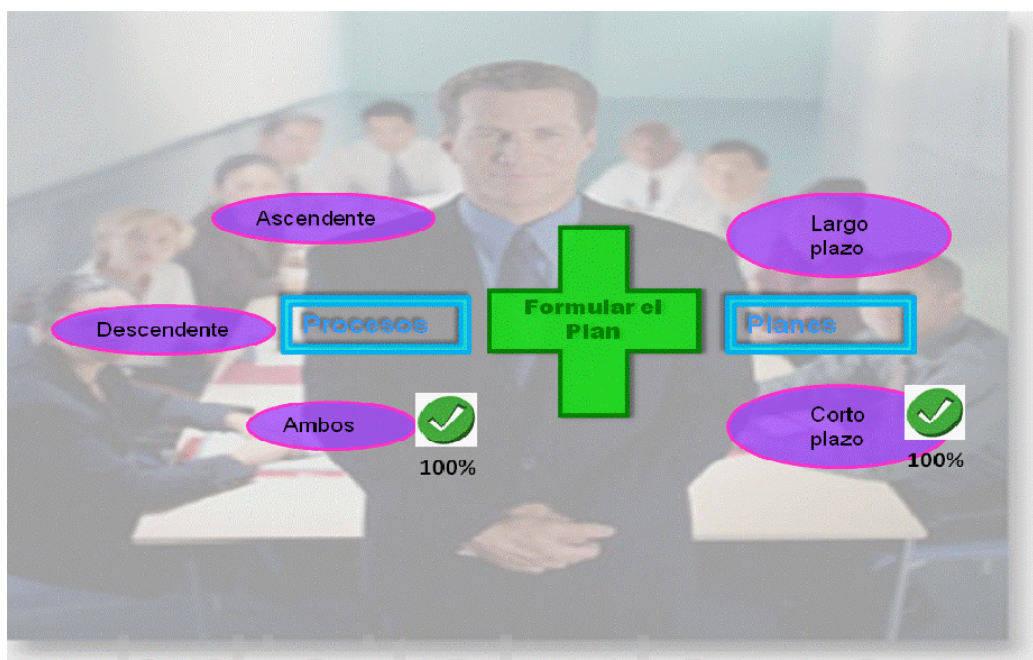 Ascendente
Largo
plazo
Descendente
Procesos
Formular el
Plan
Planes
Ambos
100%
Corto
plazo
100%